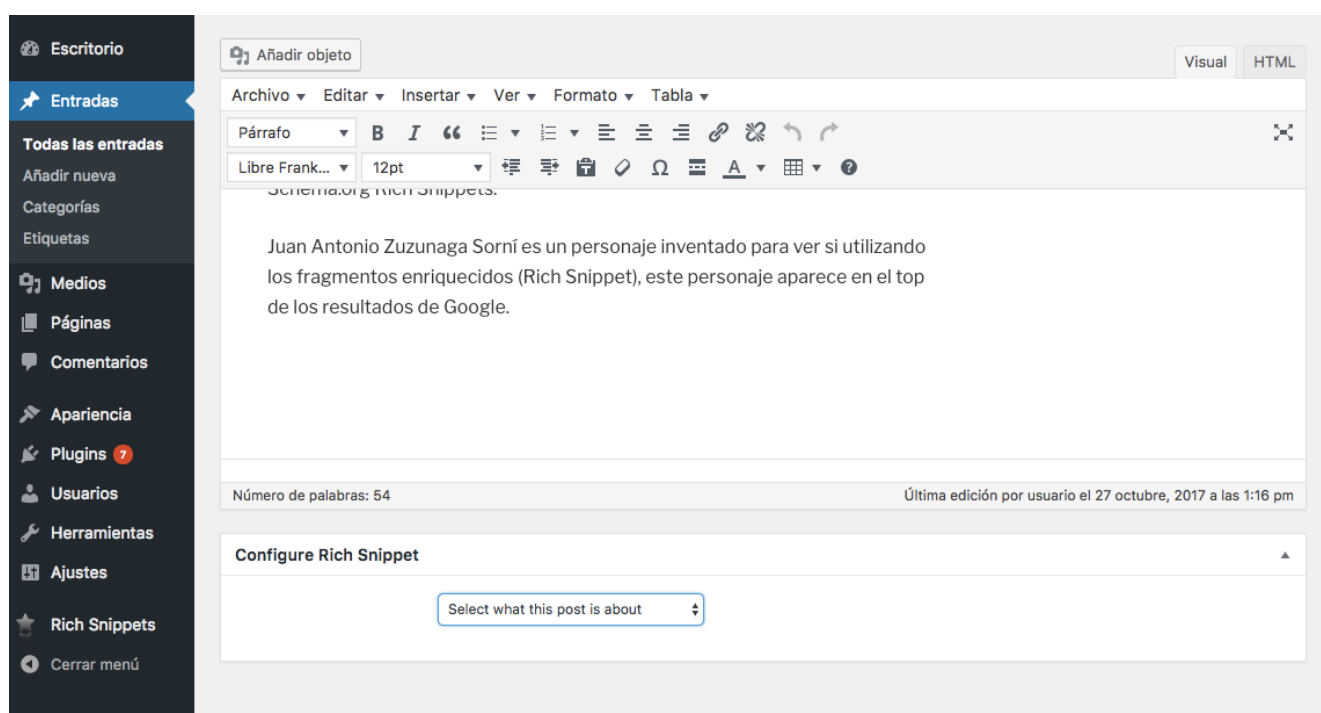 Escritorio
Entradas
Todas las entradas
Añadir nueva
Categorías
Etiquetas
Medios
Páginas
Comentarios
Apariencia
Plugins 7
Usuarios
Herramientas
Ajustes
Rich Snippets
Cerrar menú
Añadir objeto
Visual HTML
Archivo Editar Insertar Ver Formato Tabla
Párrafo B I
Libre Frank... 12pt Ω A
Schema.org Rich Snippets.
Juan Antonio Zuzunaga Sorní es un personaje inventado para ver si utilizando
los fragmentos enriquecidos (Rich Snippet), este personaje aparece en el top
de los resultados de Google.
Número de palabras: 54 Última edición por usuario el 27 octubre, 2017 a las 1:16 pm
Configure Rich Snippet
Select what this post is about